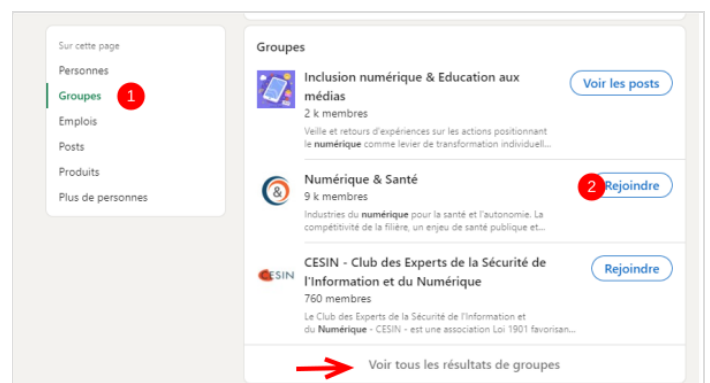 Sur cette page
Personnes
Groupes 1
Emplois
Posts
Produits
Plus de personnes
Groupes
Inclusion numérique & Education aux
médias
Voir les posts
2 k membres
Veille et retours d'expériences sur les actions positionnant
le numérique comme levier de transformation individuell...
&
Numérique & Santé
2 Rejoindre
9 k membres
Industries du numérique pour la santé et l'autonomie. La
compétitivité de la filière, un enjeu de santé publique et...
CESIN
CESIN - Club des Experts de la Sécurité de
l'Information et du Numérique
Rejoindre
760 membres
Le Club des Experts de la Sécurité de l'Information et
du Numérique - CESIN - est une association Loi 1901 favorisan...
Voir tous les résultats de groupes